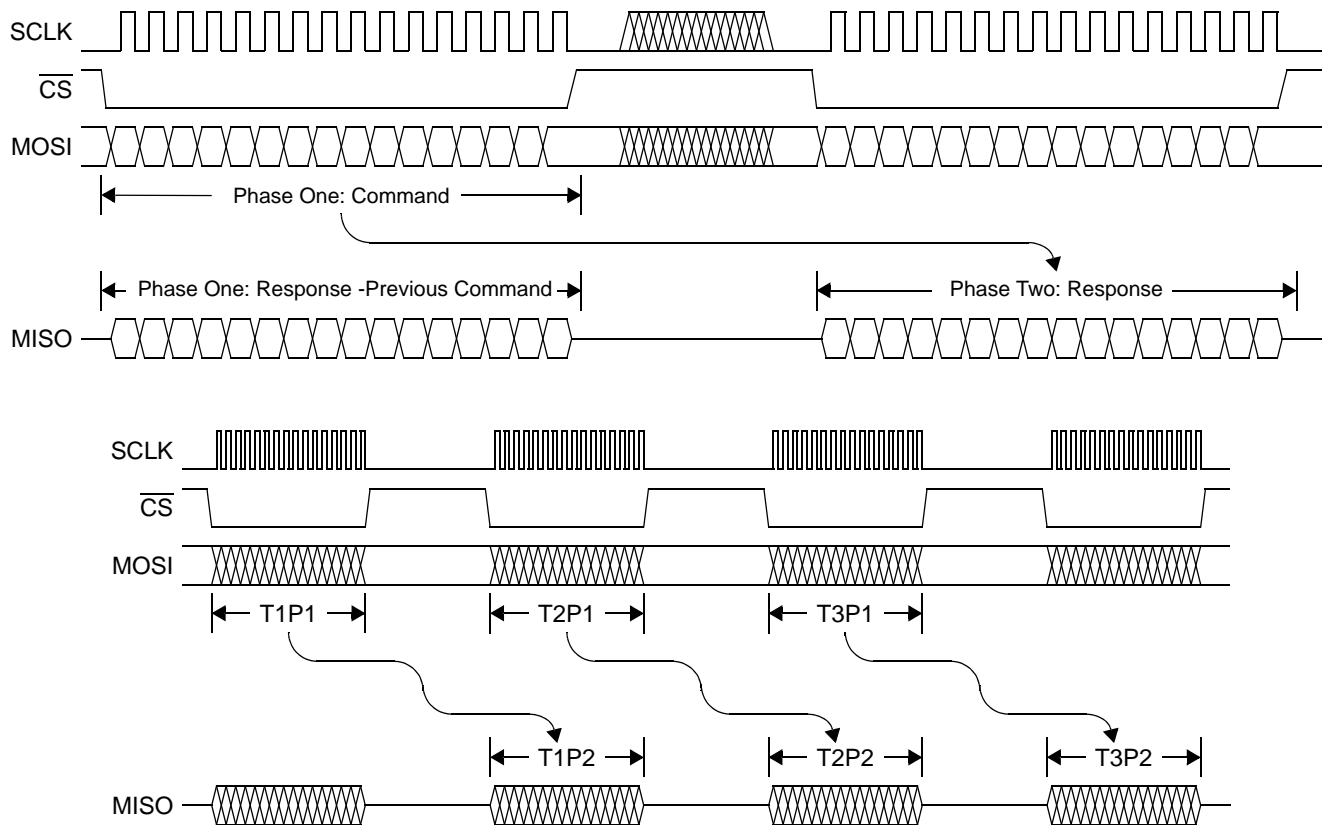 SCLK
CS
MOSI
Phase One: Command
Phase One: Response -Previous Command
Phase Two: Response
MISO
SCLK
CS
MOSI
T1P1
T2P1
T3P1
T1P2
T2P2
T3P2
MISO